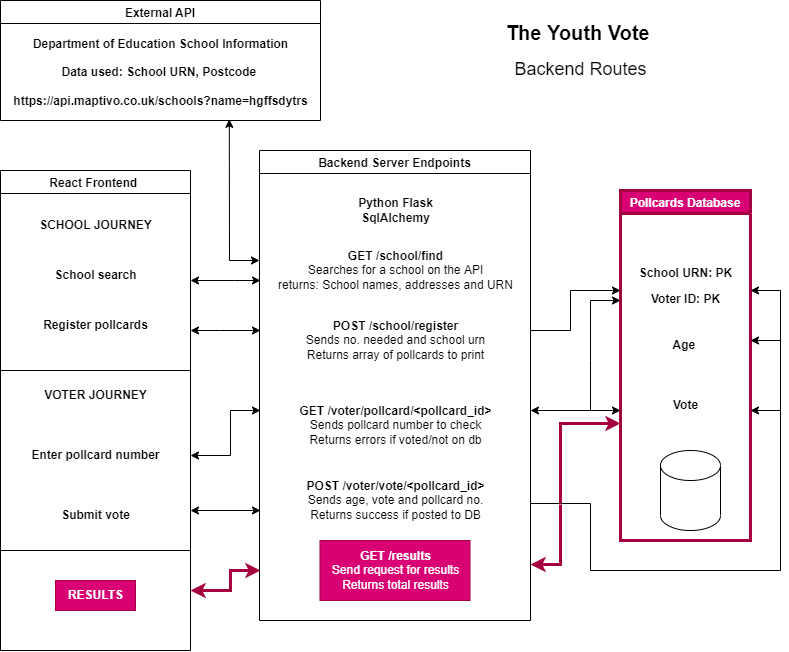 External API
Department of Education School Information
Data used: School URN, Postcode
https://api.maptivo.co.uk/schools?name=hgffsdytrs
The Youth Vote
Backend Routes
React Frontend
SCHOOL JOURNEY
School search
Register pollcards
VOTER JOURNEY
Enter pollcard number
Submit vote
RESULTS
Backend Server Endpoints
Python Flask
SqlAlchemy
GET /school/find
Searches for a school on the API
returns: School names, addresses and URN
POST /school/register
Sends no. needed and school urn
Returns array of pollcards to print
GET /voter/pollcard/<pollcard_id>
Sends pollcard number to check
Returns errors if voted/not on db
POST /voter/vote/<pollcard_id>
Sends age, vote and pollcard no.
Returns success if posted to DB
GET /results
Send request for results
Returns total results
Pollcards Database
School URN: PK
Voter ID: PK
Age
Vote